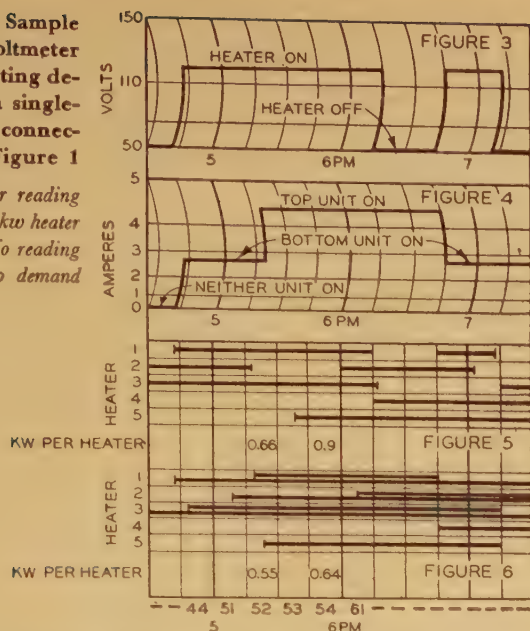 Sample
oltmeter
ting de-
a single-
connec-
igure 1
r reading
kw heater
fo reading
o demand
150
FIGURE 3
HEATER ON
110
VOLTS
HEATER OFF
50
5 6PM 7
5
FIGURE 4
TOP UNIT ON
4
AMPERES
3
BOTTOM UNIT ON
2
1
NEITHER UNIT ON
0
5 6PM 7
HEATER
1
2
3
4
5
KW PER HEATER 0.66 0.9 FIGURE 5
HEATER
1
2
3
4
5
KW PER HEATER 0.55 0.64 FIGURE 6
44 51 52 53 54 61
5 6PM